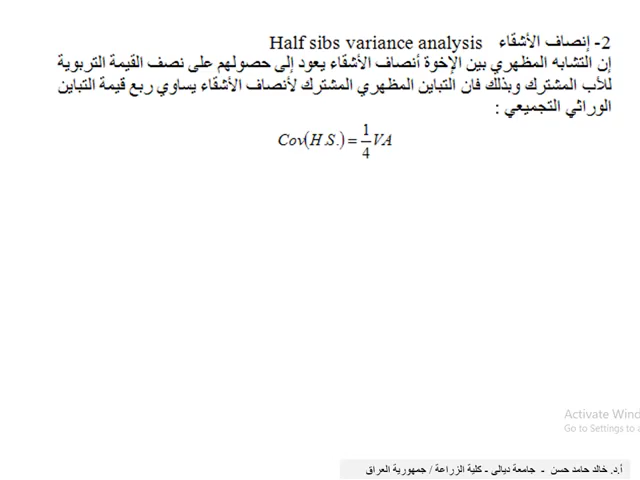 2- إنصاف الأشقاء Half sibs variance analysis
إن التشابه المظهري بين الإخوة أنصاف الأشقاء يعود إلى حصولهم على نصف القيمة التربوية
للأب المشترك وبذلك فان التباين المظهري المشترك لأنصاف الأشقاء يساوي ربع قيمة التباين
الوراثي التجميعي :
Cov(H.S.) = 1/4 VA
Activate Wind
Go to Settings to a
أ.د. خالد حامد حسن - جامعة ديالى - كلية الزراعة / جمهورية العراق